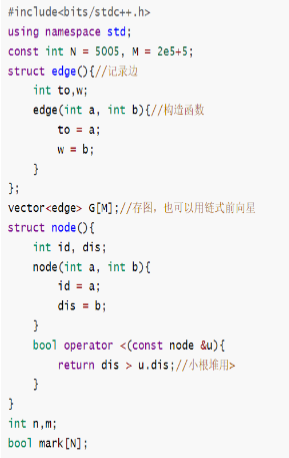 #include<bits/stdc++.h>
using namespace std;
const int N = 5005, M = 2e5+5;
struct edge(){//记录边
    int to,w;
    edge(int a, int b){//构造函数
        to = a;
        w = b;
    }
};
vector<edge> G[M];//存图，也可以用链式前向星
struct node(){
    int id, dis;
    node(int a, int b){
        id = a;
        dis = b;
    }
    bool operator <(const node &u){
        return dis > u.dis;//小根堆用>
    }
}
int n,m;
bool mark[N];